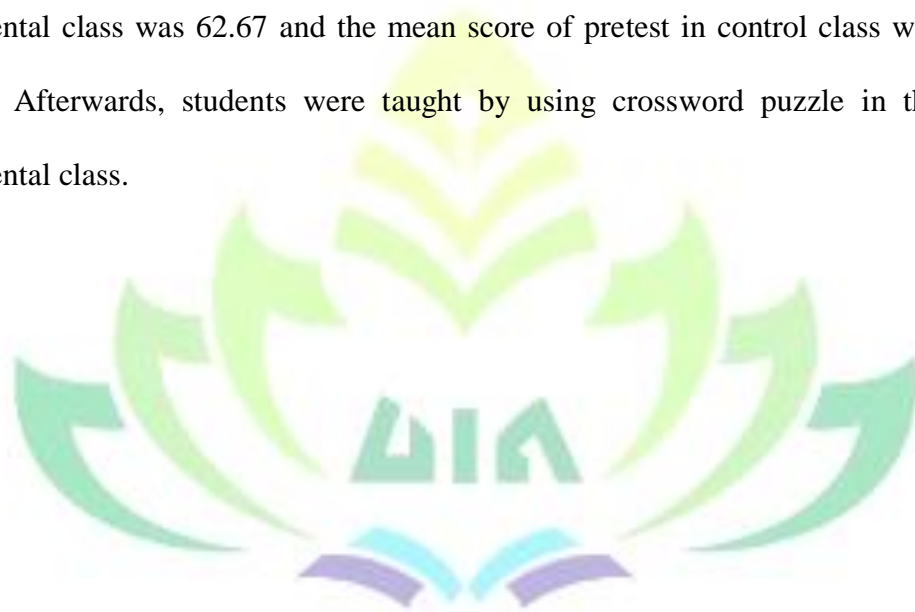 ental class was 62.67 and the mean score of pretest in control class w
Afterwards, students were taught by using crossword puzzle in th
ental class.
UIN